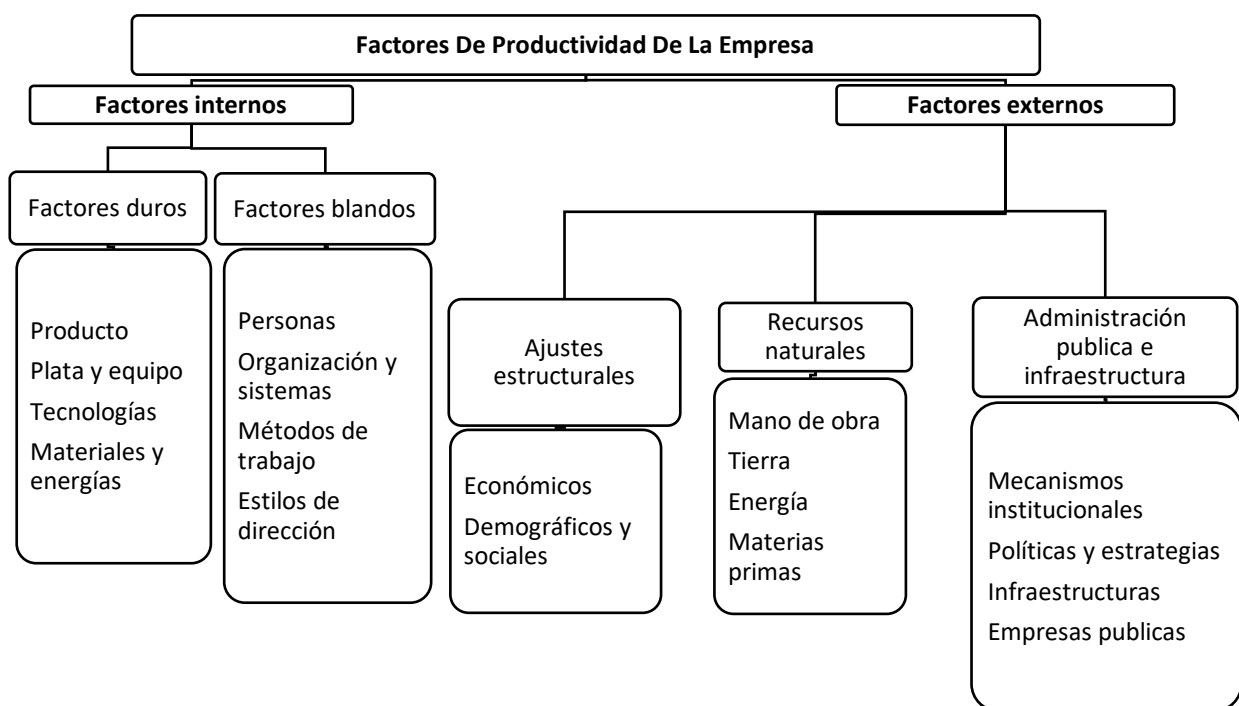 Factores De Productividad De La Empresa
Factores internos
Factores externos
Factores duros
Factores blandos
Producto
Plata y equipo
Tecnologías
Materiales y
energías
Personas
Organización y
sistemas
Métodos de
trabajo
Estilos de
dirección
Ajustes
estructurales
Económicos
Demográficos y
sociales
Recursos
naturales
Mano de obra
Tierra
Energía
Materias
primas
Administración
publica e
infraestructura
Mecanismos
institucionales
Políticas y estrategias
Infraestructuras
Empresas publicas